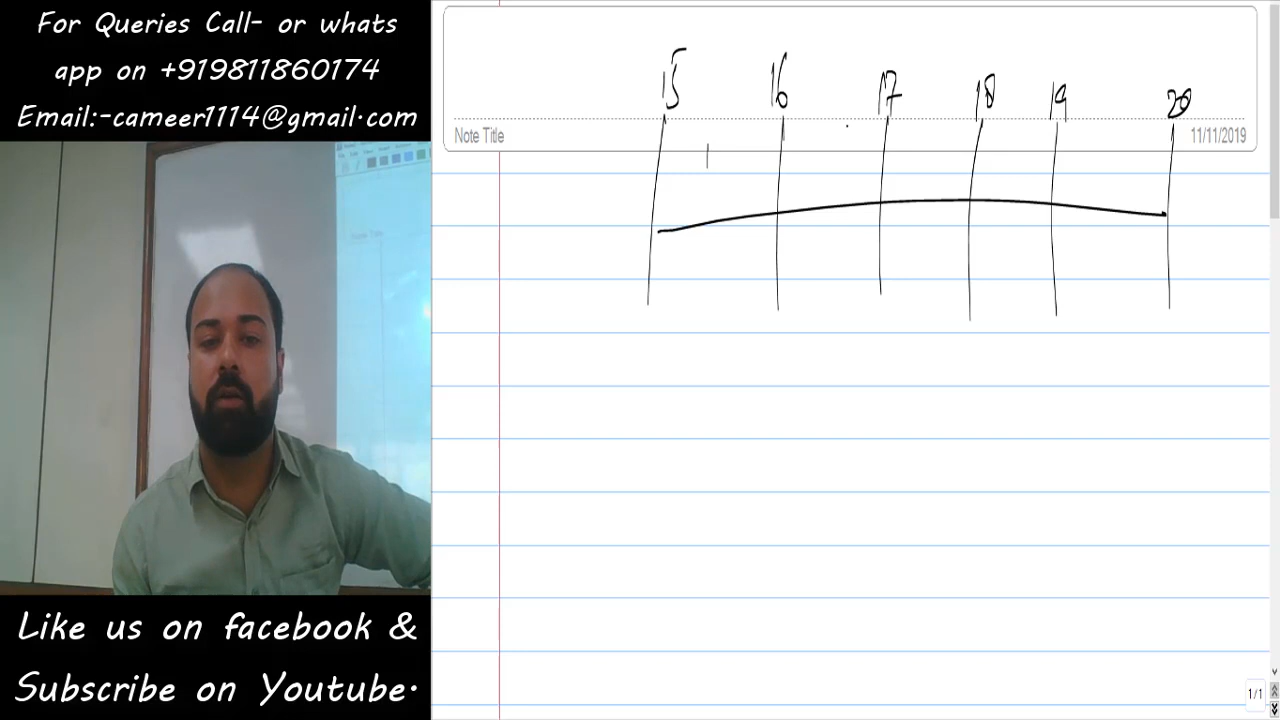 For Queries Call- or whats
app on +919811860174
Email:-cameer1114@gmail.com
15 16 17 18 19 20
Note Title 11/11/2019
1/1
Like us on facebook &
Subscribe on Youtube.